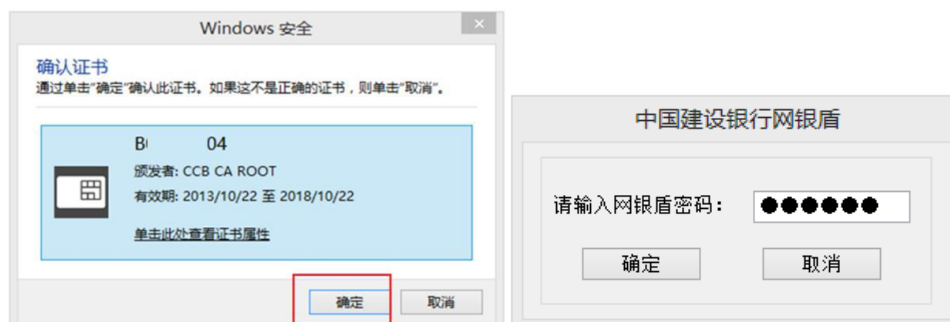 Windows 安全
确认证书
通过单击"确定"确认此证书。如果这不是正确的证书，则单击"取消"。
B 04
颁发者: CCB CA ROOT
有效期: 2013/10/22 至 2018/10/22
单击此处查看证书属性
确定 取消
中国建设银行网银盾
请输入网银盾密码：
确定 取消